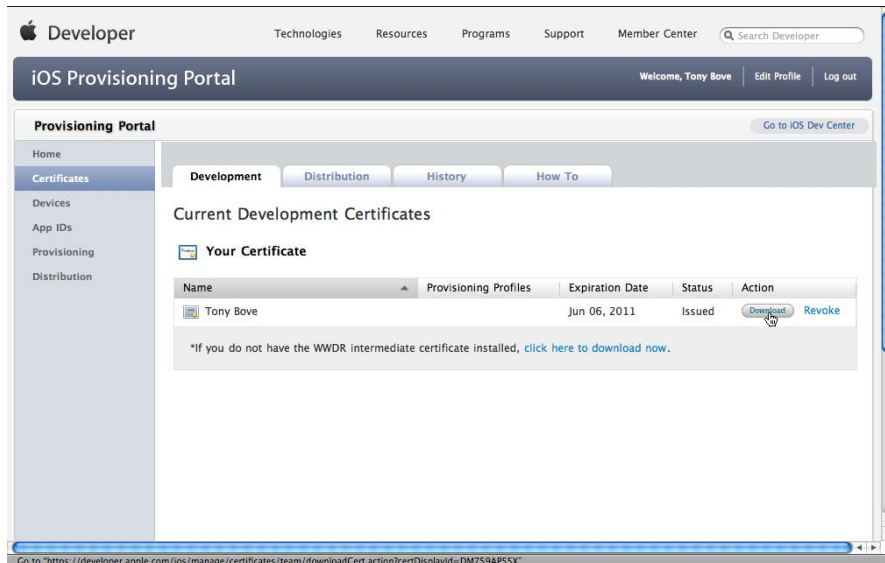 Developer
Technologies Resources Programs Support Member Center Search Developer
iOS Provisioning Portal
Welcome, Tony Bove Edit Profile Log out
Provisioning Portal
Go to iOS Dev Center
Home
Certificates
Devices
App IDs
Provisioning
Distribution
Development Distribution History How To
Current Development Certificates
Your Certificate
Name Provisioning Profiles Expiration Date Status Action
Tony Bove Jun 06, 2011 Issued Download Revoke
*If you do not have the WWDR intermediate certificate installed, click here to download now.
Go to "https://developer.apple.com/ios/manage/certificates/team/downloadCert.action?certDisplayId=DM759AP55X"